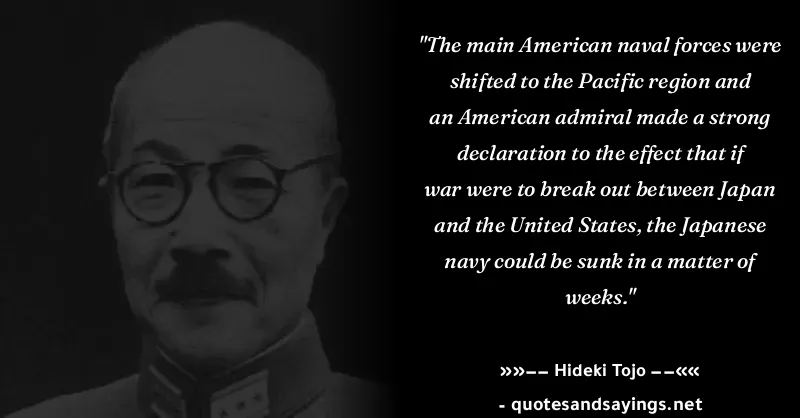 "The main American naval forces were
shifted to the Pacific region and
an American admiral made a strong
declaration to the effect that if
war were to break out between Japan
and the United States, the Japanese
navy could be sunk in a matter of
weeks."
»»−− Hideki Tojo −−««
- quotesandsayings.net